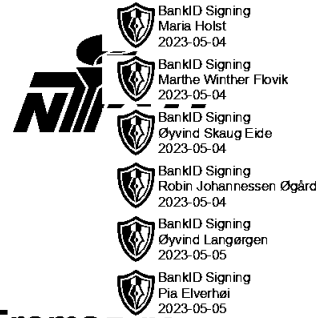 BankID Signing
Maria Holst
2023-05-04
BankID Signing
Marthe Winther Flovik
2023-05-04
BankID Signing
Øyvind Skaug Eide
2023-05-04
BankID Signing
Robin Johannessen Øgård
2023-05-04
BankID Signing
Øyvind Langørgen
2023-05-05
BankID Signing
Pia Elverhøi
2023-05-05